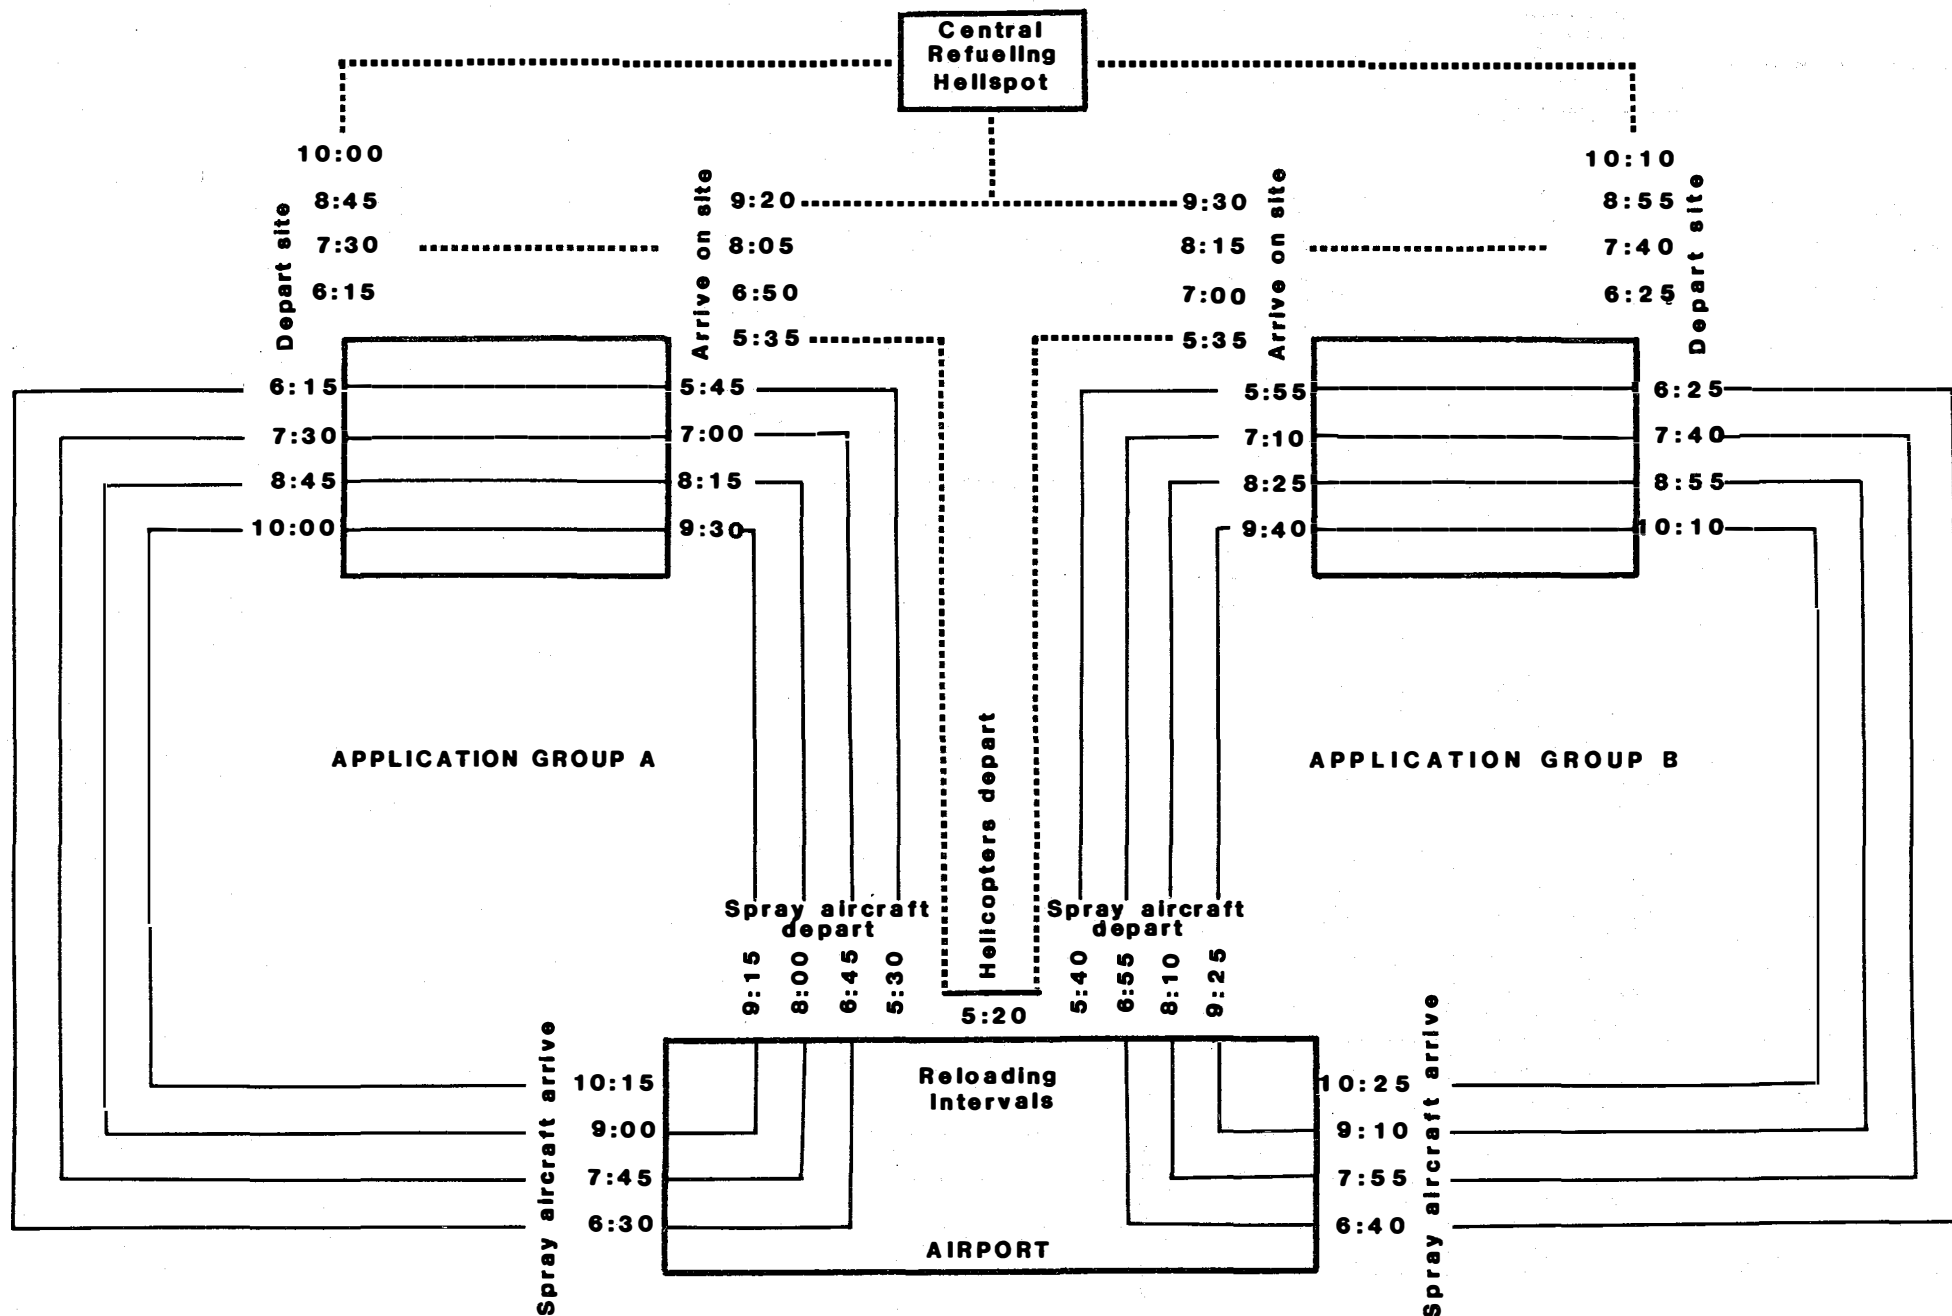 Central
Refueling
Helispot
10:00
8:45
7:30
6:15
Depart site
Arrive on site
9:20
8:05
6:50
5:35
9:30
8:15
7:00
5:35
Arrive on site
10:10
8:55
7:40
6:25
Depart site
6:15
7:30
8:45
10:00
5:45
7:00
8:15
9:30
5:55
7:10
8:25
9:40
6:25
7:40
8:55
10:10
APPLICATION GROUP A
Helicopters depart
APPLICATION GROUP B
Spray aircraft
depart
9:15
8:00
6:45
5:30
5:20
Spray aircraft
depart
5:40
6:55
8:10
9:25
Spray aircraft arrive
10:15
9:00
7:45
6:30
Reloading
Intervals
AIRPORT
10:25
9:10
7:55
6:40
Spray aircraft arrive